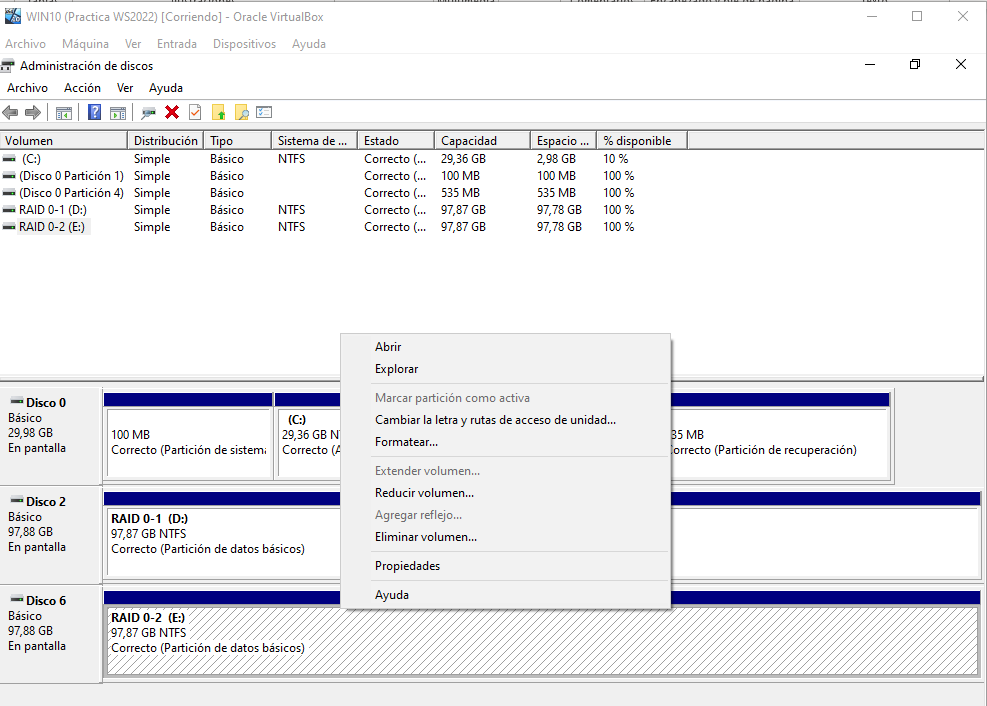 WIN10 (Practica WS2022) [Corriendo] - Oracle VirtualBox
Archivo Máquina Ver Entrada Dispositivos Ayuda
Administración de discos
Archivo Acción Ver Ayuda
Volumen Distribución Tipo Sistema de ... Estado Capacidad Espacio ... % disponible
(C:) Simple Básico NTFS Correcto (... 29,36 GB 2,98 GB 10 %
(Disco 0 Partición 1) Simple Básico Correcto (... 100 MB 100 MB 100 %
(Disco 0 Partición 4) Simple Básico Correcto (... 535 MB 535 MB 100 %
RAID 0-1 (D:) Simple Básico NTFS Correcto (... 97,87 GB 97,78 GB 100 %
RAID 0-2 (E:) Simple Básico NTFS Correcto (... 97,87 GB 97,78 GB 100 %
Abrir
Explorar
Marcar partición como activa
Cambiar la letra y rutas de acceso de unidad...
Formatear...
Extender volumen...
Reducir volumen...
Agregar reflejo...
Eliminar volumen...
Propiedades
Ayuda
Disco 0
Básico
29,98 GB
En pantalla
100 MB
Correcto (Partición de sistema
(C:)
29,36 GB N
Correcto (A
35 MB
orrecto (Partición de recuperación)
Disco 2
Básico
97,88 GB
En pantalla
RAID 0-1 (D:)
97,87 GB NTFS
Correcto (Partición de datos básicos)
Disco 6
Básico
97,88 GB
En pantalla
RAID 0-2 (E:)
97,87 GB NTFS
Correcto (Partición de datos básicos)